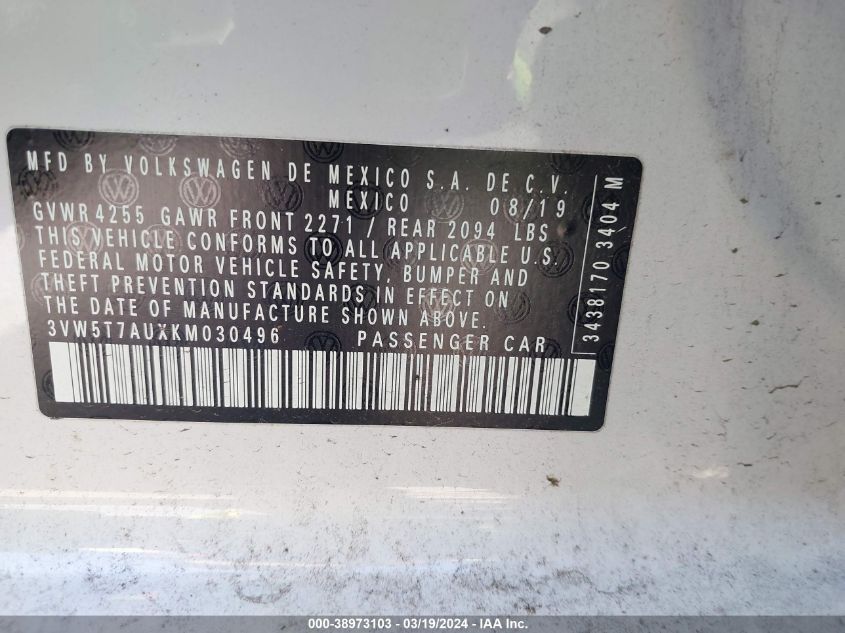 MFD BY VOLKSWAGEN DE MEXICO S.A. DE C.V.
MEXICO 08/19
GVWR 4255 GAWR FRONT 2271 / REAR 2094 LBS
THIS VEHICLE CONFORMS TO ALL APPLICABLE U.S.
FEDERAL MOTOR VEHICLE SAFETY, BUMPER AND
THEFT PREVENTION STANDARDS IN EFFECT ON
THE DATE OF MANUFACTURE SHOWN ABOVE.
3VW5T7AUXKM030496 PASSENGER CAR
3438170 3404 M
000-38973103 - 03/19/2024 - IAA Inc.